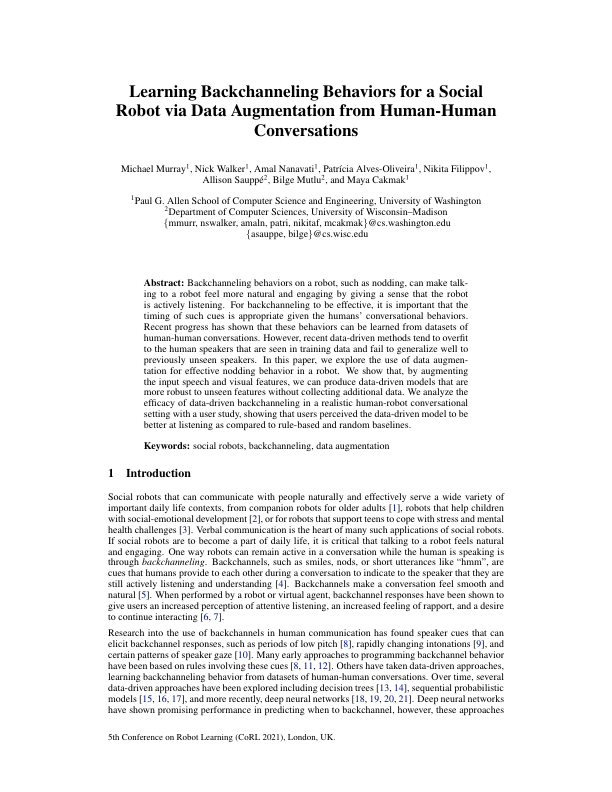 Learning Backchanneling Behaviors for a Social
Robot via Data Augmentation from Human-Human
Conversations
Michael Murray1, Nick Walker1, Amal Nanavati1, Patrícia Alves-Oliveira1, Nikita Filippov1,
Allison Sauppé2, Bilge Mutlu2, and Maya Cakmak1
1Paul G. Allen School of Computer Science and Engineering, University of Washington
2Department of Computer Sciences, University of Wisconsin–Madison
{mmurr, nswalker, amaln, patri, nikitaf, mcakmak}@cs.washington.edu
{asauppe, bilge}@cs.wisc.edu
Abstract: Backchanneling behaviors on a robot, such as nodding, can make talk-
ing to a robot feel more natural and engaging by giving a sense that the robot
is actively listening. For backchanneling to be effective, it is important that the
timing of such cues is appropriate given the humans' conversational behaviors.
Recent progress has shown that these behaviors can be learned from datasets of
human-human conversations. However, recent data-driven methods tend to overfit
to the human speakers that are seen in training data and fail to generalize well to
previously unseen speakers. In this paper, we explore the use of data augmen-
tation for effective nodding behavior in a robot. We show that, by augmenting
the input speech and visual features, we can produce data-driven models that are
more robust to unseen features without collecting additional data. We analyze the
efficacy of data-driven backchanneling in a realistic human-robot conversational
setting with a user study, showing that users perceived the data-driven model to be
better at listening as compared to rule-based and random baselines.
Keywords: social robots, backchanneling, data augmentation
1 Introduction
Social robots that can communicate with people naturally and effectively serve a wide variety of
important daily life contexts, from companion robots for older adults [1], robots that help children
with social-emotional development [2], or for robots that support teens to cope with stress and mental
health challenges [3]. Verbal communication is the heart of many such applications of social robots.
If social robots are to become a part of daily life, it is critical that talking to a robot feels natural
and engaging. One way robots can remain active in a conversation while the human is speaking is
through backchanneling. Backchannels, such as smiles, nods, or short utterances like “hmm”, are
cues that humans provide to each other during a conversation to indicate to the speaker that they are
still actively listening and understanding [4]. Backchannels make a conversation feel smooth and
natural [5]. When performed by a robot or virtual agent, backchannel responses have been shown to
give users an increased perception of attentive listening, an increased feeling of rapport, and a desire
to continue interacting [6, 7].
Research into the use of backchannels in human communication has found speaker cues that can
elicit backchannel responses, such as periods of low pitch [8], rapidly changing intonations [9], and
certain patterns of speaker gaze [10]. Many early approaches to programming backchannel behavior
have been based on rules involving these cues [8, 11, 12]. Others have taken data-driven approaches,
learning backchanneling behavior from datasets of human-human conversations. Over time, several
data-driven approaches have been explored including decision trees [13, 14], sequential probabilistic
models [15, 16, 17], and more recently, deep neural networks [18, 19, 20, 21]. Deep neural networks
have shown promising performance in predicting when to backchannel, however, these approaches
5th Conference on Robot Learning (CoRL 2021), London, UK.